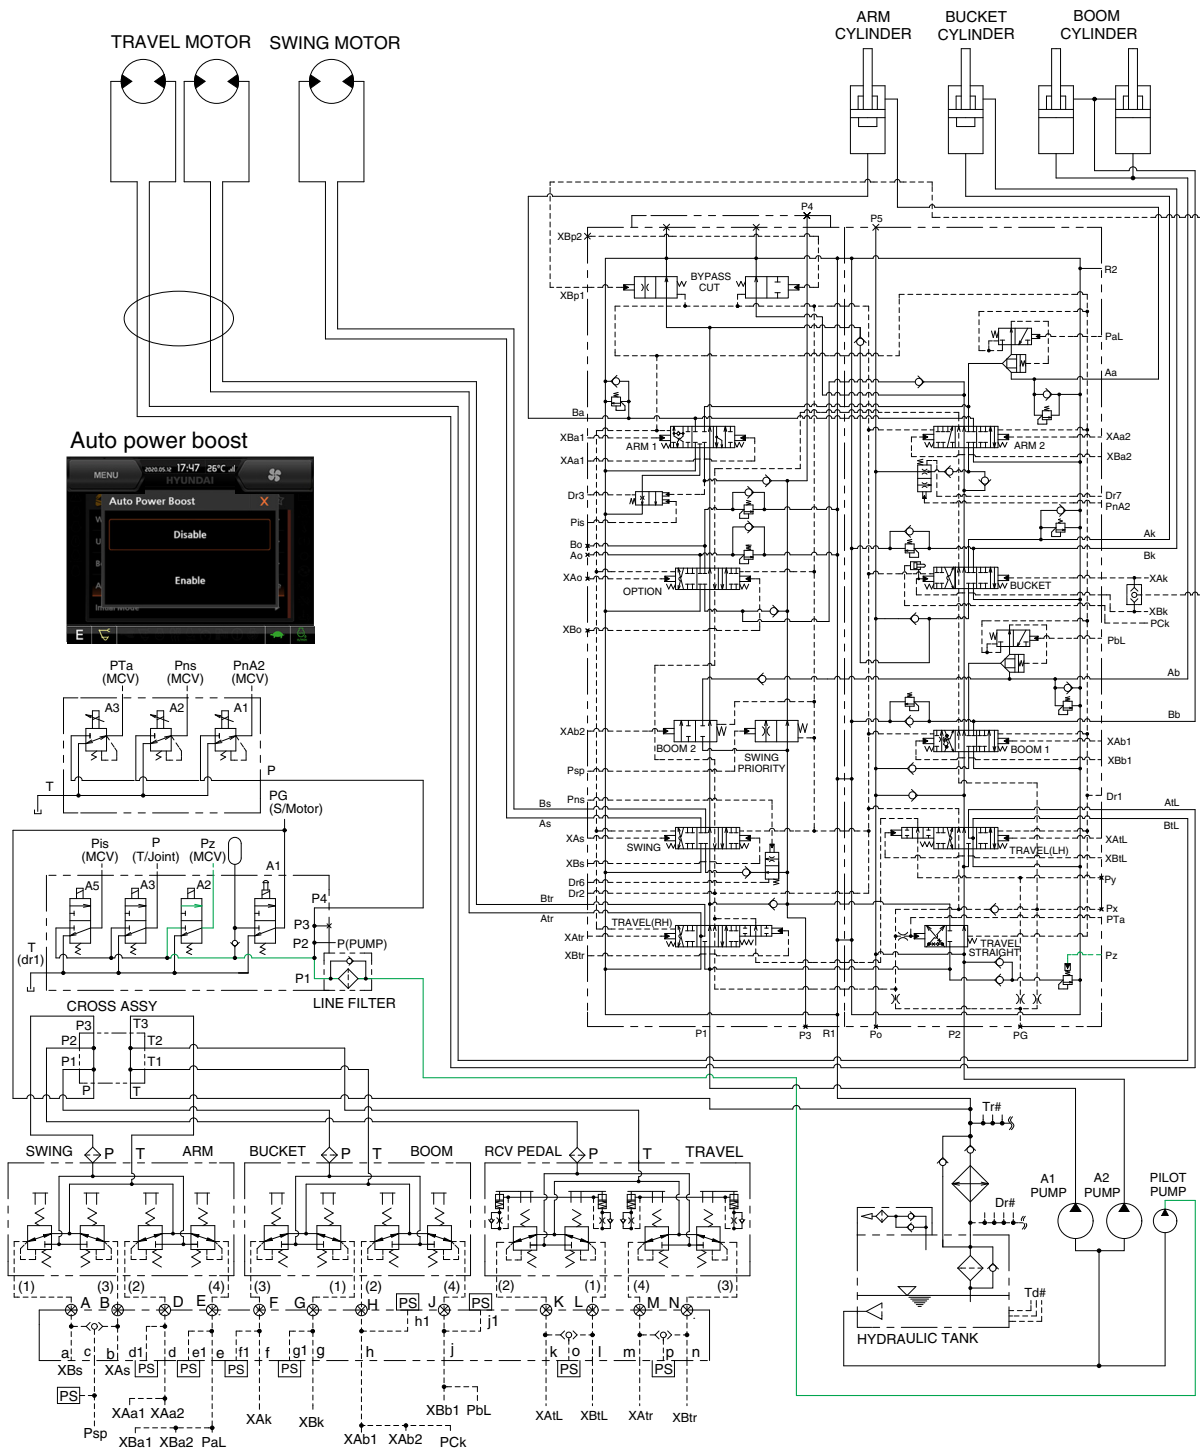 TRAVEL MOTOR
SWING MOTOR
ARM CYLINDER
BUCKET CYLINDER
BOOM CYLINDER
P4
P5
XBp2
BYPASS CUT
R2
XBp1
PaL
Aa
Ba
XBa1
ARM 1
XAa1
ARM 2
XAa2
XBa2
Dr3
Pis
Dr7
PnA2
Bo
Ao
Ak
Bk
XAo
OPTION
XBo
BUCKET
XAk
XBk
PCk
PbL
Ab
Bb
XAb2
BOOM 2
SWING PRIORITY
Psp
BOOM 1
XAb1
XBb1
Pns
Dr1
Bs
As
AtL
BtL
XAs
SWING
XBs
Dr6
Dr2
TRAVEL(LH)
XAtL
XBtL
Py
Btr
Atr
TRAVEL(RH)
XAtr
XBtr
Px
PTa
TRAVEL STRAIGHT
Pz
P1
P3
R1
Po
P2
PG
Auto power boost
MENU
2020.05.12 17:47 26°C
HYUNDAI
Auto Power Boost X
Disable
Enable
E
PTa (MCV)
Pns (MCV)
PnA2 (MCV)
A3
A2
A1
T
P
PG (S/Motor)
Pis (MCV)
P (T/Joint)
Pz (MCV)
A5
A3
A2
A1
P4
P3
P2
P(PUMP)
P1
T (dr1)
LINE FILTER
CROSS ASSY
P3
T3
P2
T2
P1
T1
P
T
SWING
P
T
ARM
BUCKET
P
T
BOOM
RCV PEDAL
P
T
TRAVEL
(1)
(3)
(2)
(4)
(3)
(1)
(2)
(4)
(2)
(1)
(4)
(3)
A
B
D
E
F
G
H
PS
J
PS
K
L
M
N
h1
j1
a
c
b
d1
d
e1
e
f1
f
g1
g
h
j
k
o
l
m
p
n
XBs
XAs
PS
PS
PS
PS
PS
PS
PS
Psp
XAa1 XAa2
XBa1 XBa2 PaL
XAk
XBk
XAb1 XAb2 PCk
XBb1 PbL
XAtL
XBtL
XAtr
XBtr
Tr#
Dr#
Td#
HYDRAULIC TANK
A1 PUMP
A2 PUMP
PILOT PUMP